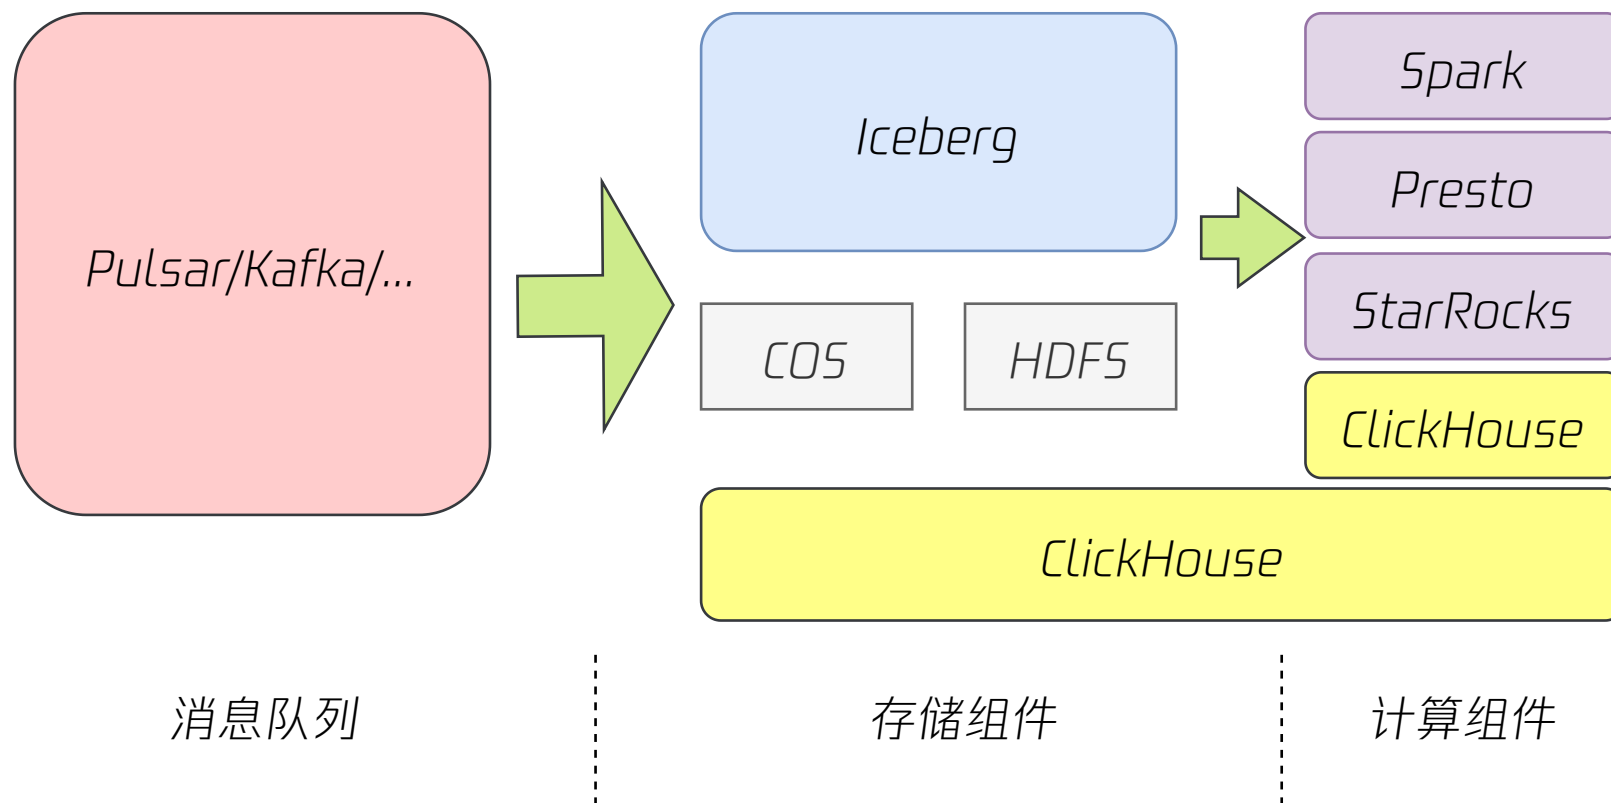 Pulsar/Kafka/...
Iceberg
COS
HDFS
Spark
Presto
StarRocks
ClickHouse
ClickHouse
消息队列
存储组件
计算组件